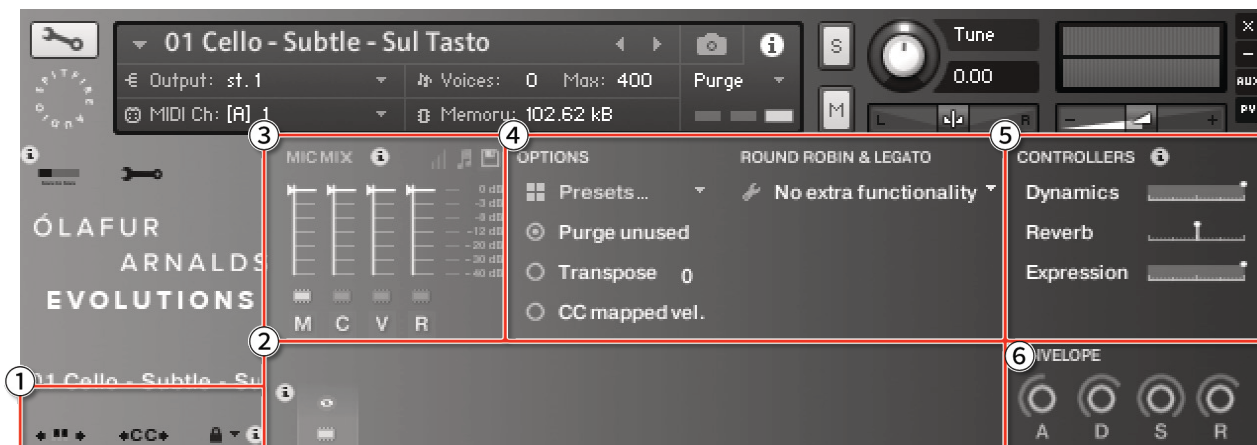 01 Cello - Subtle - Sul Tasto
Output: st. 1
Voices: 0 Max: 400
Purge
MIDI Ch: [A] 1
Memory: 102.62 kB
S
M
Tune
0.00
L
R
-
+
X
-
AUX
PV
SPITFIRE AUDIO
ÓLAFUR
ARNALDS
EVOLUTIONS
01 Cello - Subtle - Su
1
CC
2
3
MIC MIX
0 dB
-3 dB
-12 dB
-20 dB
-30 dB
-40 dB
M C V R
4
OPTIONS
Presets...
Purge unused
Transpose 0
CC mapped vel.
ROUND ROBIN & LEGATO
No extra functionality
5
CONTROLLERS
Dynamics
Reverb
Expression
6
NVELOPE
A D S R